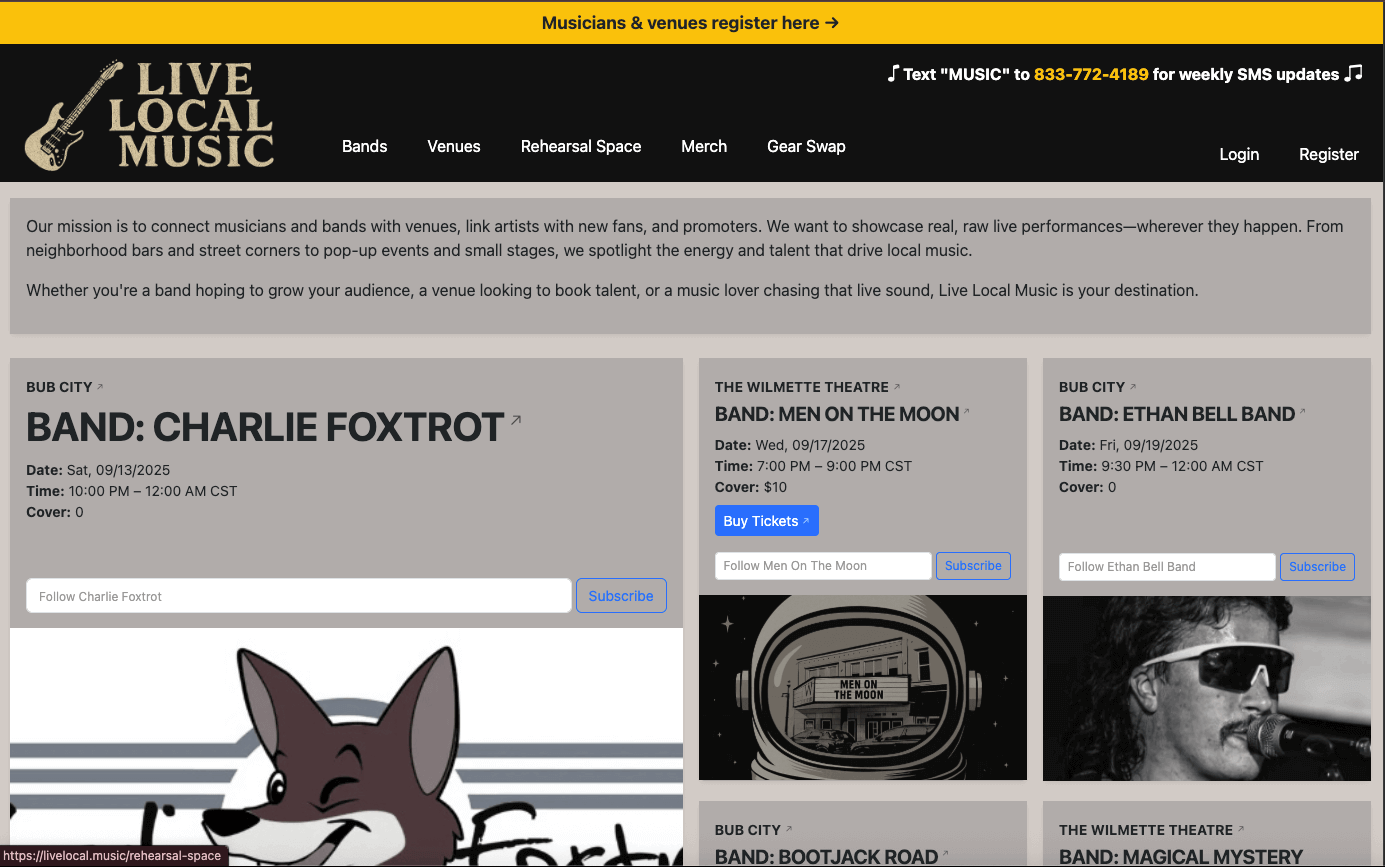 Musicians & venues register here →
LIVE
LOCAL
MUSIC
♪ Text "MUSIC" to 833-772-4189 for weekly SMS updates ♫
Bands
Venues
Rehearsal Space
Merch
Gear Swap
Login
Register
Our mission is to connect musicians and bands with venues, link artists with new fans, and promoters. We want to showcase real, raw live performances—wherever they happen. From
neighborhood bars and street corners to pop-up events and small stages, we spotlight the energy and talent that drive local music.
Whether you're a band hoping to grow your audience, a venue looking to book talent, or a music lover chasing that live sound, Live Local Music is your destination.
BUB CITY ↗
BAND: CHARLIE FOXTROT ↗
Date: Sat, 09/13/2025
Time: 10:00 PM – 12:00 AM CST
Cover: 0
Follow Charlie Foxtrot
Subscribe
THE WILMETTE THEATRE ↗
BAND: MEN ON THE MOON ↗
Date: Wed, 09/17/2025
Time: 7:00 PM – 9:00 PM CST
Cover: $10
Buy Tickets ↗
Follow Men On The Moon
Subscribe
MEN ON
THE MOON
BUB CITY ↗
BAND: ETHAN BELL BAND ↗
Date: Fri, 09/19/2025
Time: 9:30 PM – 12:00 AM CST
Cover: 0
Follow Ethan Bell Band
Subscribe
BUB CITY ↗
BAND: BOOTJACK ROAD ↗
THE WILMETTE THEATRE ↗
BAND: MAGICAL MYSTERY
https://livelocal.music/rehearsal-space